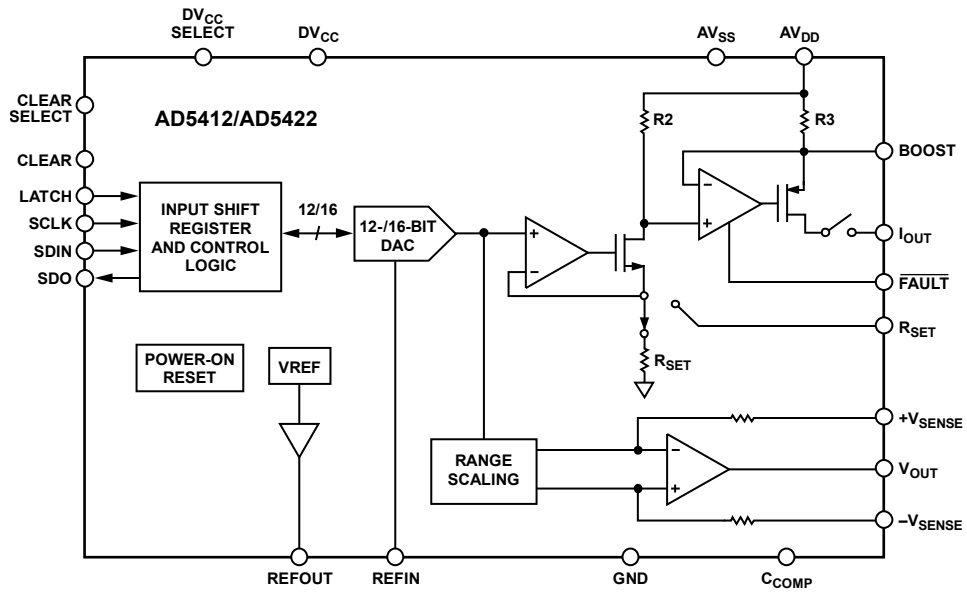 DVCC
SELECT
DVCC
AVSS
AVDD
CLEAR
SELECT
AD5412/AD5422
R2
R3
BOOST
CLEAR
LATCH
SCLK
SDIN
SDO
INPUT SHIFT
REGISTER
AND CONTROL
LOGIC
12/16
12-/16-BIT
DAC
+
−
−
+
IOUT
FAULT
RSET
RSET
POWER-ON
RESET
VREF
+VSENSE
RANGE
SCALING
−
+
VOUT
–VSENSE
REFOUT
REFIN
GND
CCOMP